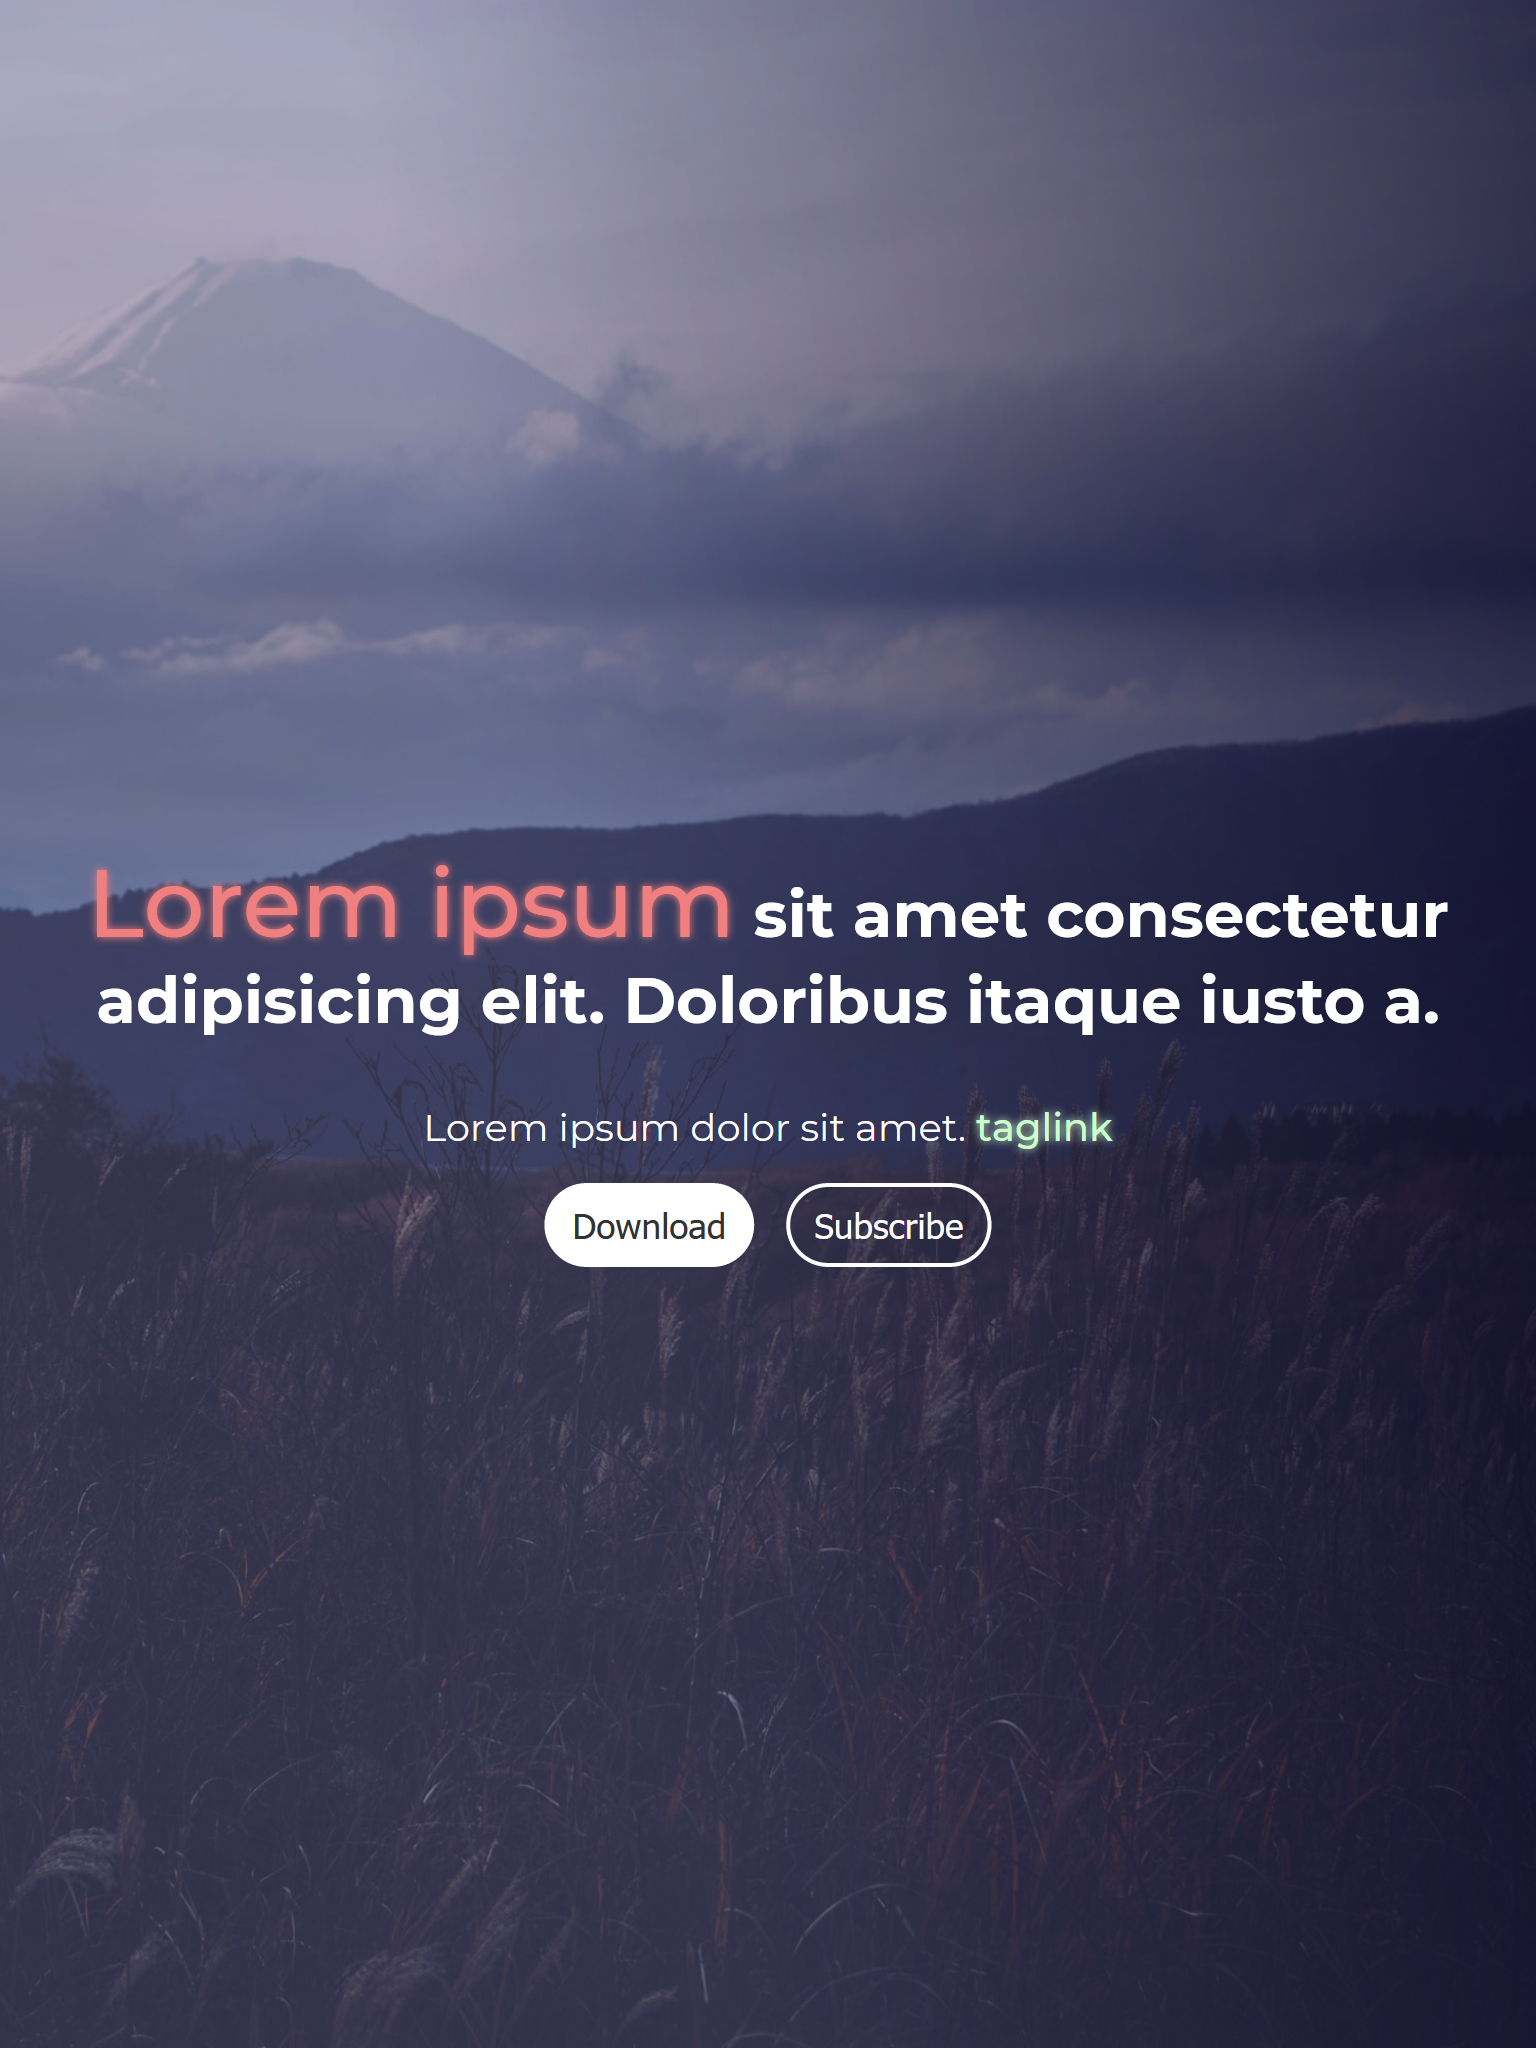 Lorem ipsum sit amet consectetur
adipisicing elit. Doloribus itaque iusto a.
Lorem ipsum dolor sit amet. taglink
Download Subscribe